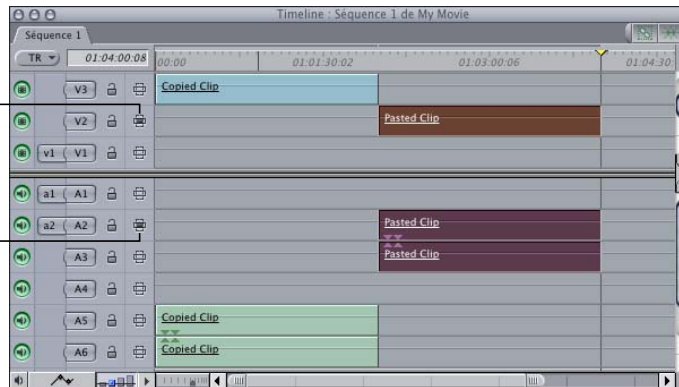 Timeline : Séquence 1 de My Movie
Séquence 1
TR 01:04:00:08 00:00 01:01:30:02 01:03:00:06 01:04:30
V3 Copied Clip
V2 Pasted Clip
v1 V1
a1 A1
a2 A2 Pasted Clip
A3 Pasted Clip
A4
A5 Copied Clip
A6 Copied Clip